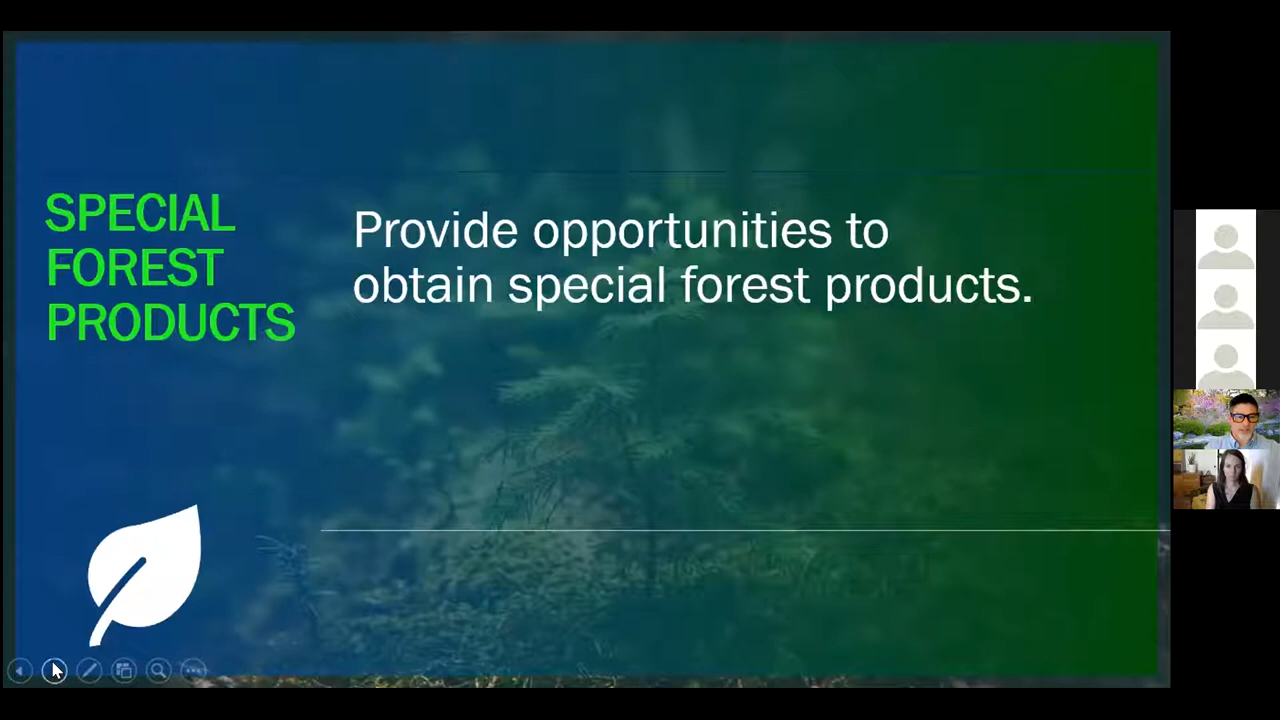 SPECIAL
FOREST
PRODUCTS
Provide opportunities to
obtain special forest products.